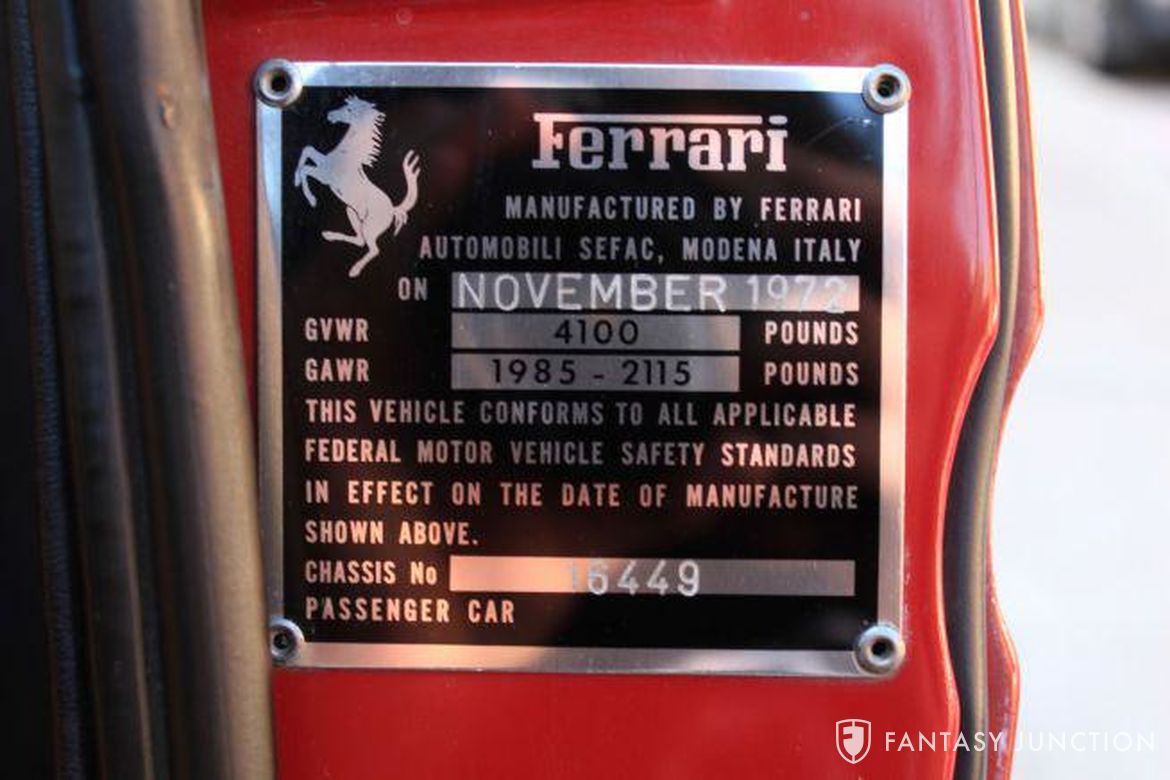 Ferrari
MANUFACTURED BY FERRARI
AUTOMOBILI SEFAC, MODENA ITALY
ON NOVEMBER 1972
GVWR 4100 POUNDS
GAWR 1985 - 2115 POUNDS
THIS VEHICLE CONFORMS TO ALL APPLICABLE
FEDERAL MOTOR VEHICLE SAFETY STANDARDS
IN EFFECT ON THE DATE OF MANUFACTURE
SHOWN ABOVE.
CHASSIS No 16449
PASSENGER CAR
FANTASY JUNCTION